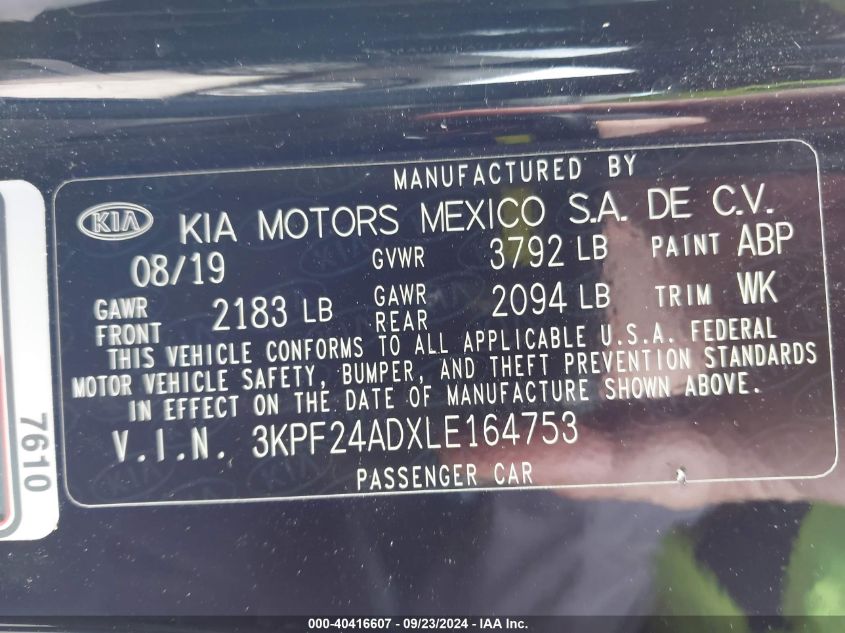 MANUFACTURED BY
KIA KIA MOTORS MEXICO S.A. DE C.V.
08/19 GVWR 3792 LB PAINT ABP
GAWR FRONT 2183 LB GAWR REAR 2094 LB TRIM WK
THIS VEHICLE CONFORMS TO ALL APPLICABLE U.S.A. FEDERAL
MOTOR VEHICLE SAFETY, BUMPER, AND THEFT PREVENTION STANDARDS
IN EFFECT ON THE DATE OF MANUFACTURE SHOWN ABOVE.
V.I.N. 3KPF24ADXLE164753
PASSENGER CAR
7610
000-40416607 - 09/23/2024 - IAA Inc.